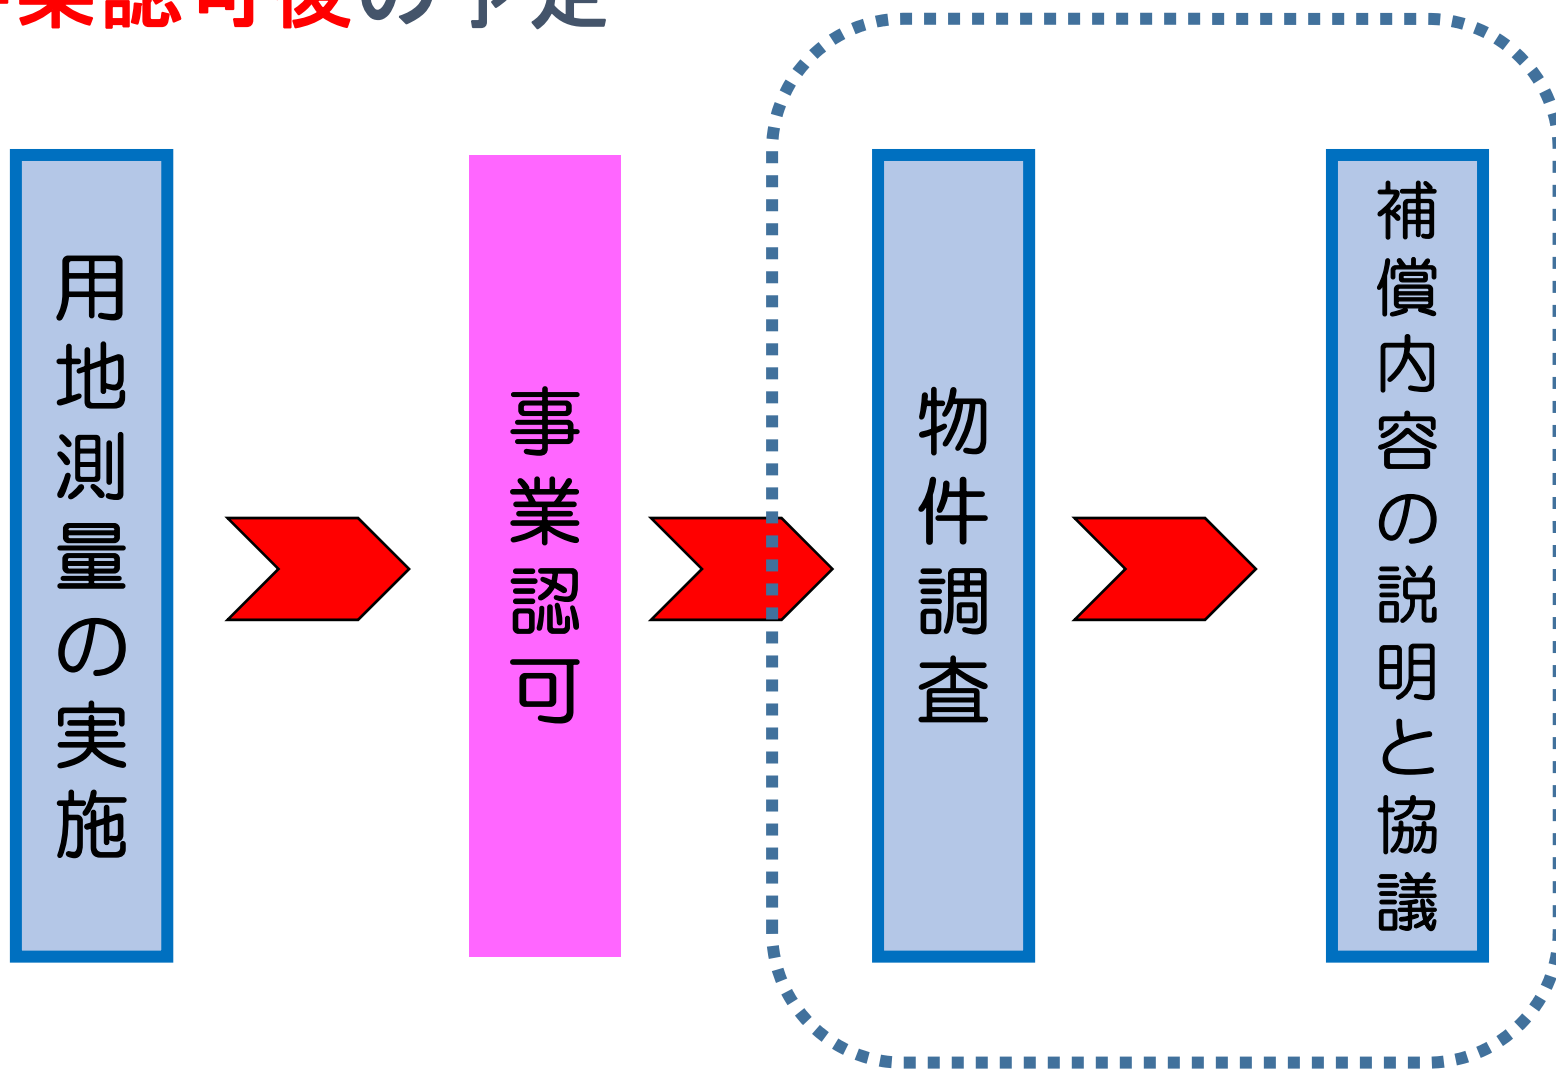 業認可後の予定
用地測量の実施
事業認可
物件調査
補償内容の説明と協議